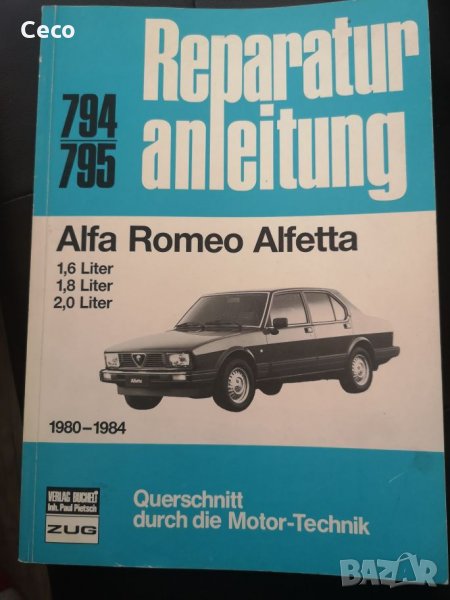 Ceco
Reparatur
anleitung
794
795
Alfa Romeo Alfetta
1,6 Liter
1,8 Liter
2,0 Liter
Alfetta
1980–1984
VERLAG BUCHELI
Inh. Paul Pietsch
ZUG
Querschnitt
durch die Motor-Technik
BAZAR